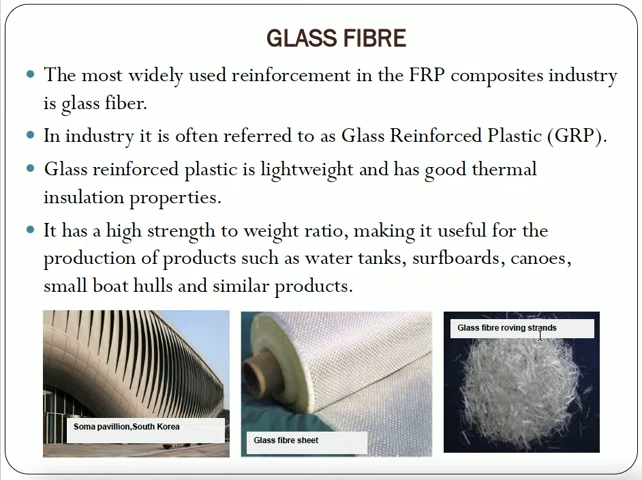 GLASS FIBRE
The most widely used reinforcement in the FRP composites industry
is glass fiber.
In industry it is often referred to as Glass Reinforced Plastic (GRP).
Glass reinforced plastic is lightweight and has good thermal
insulation properties.
It has a high strength to weight ratio, making it useful for the
production of products such as water tanks, surfboards, canoes,
small boat hulls and similar products.
Soma pavillion,South Korea
Glass fibre sheet
Glass fibre roving strands